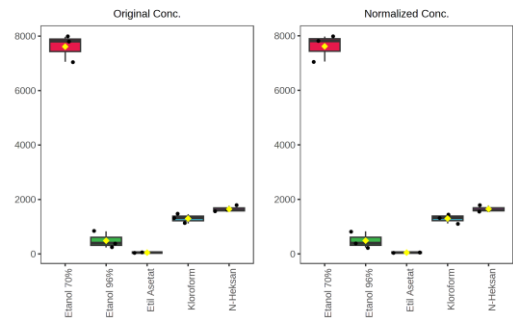 Original Conc.
8000
6000
4000
2000
0
Etanol 70%
Etanol 96%
Etil Asetat
Kloroform
N-Heksan
Normalized Conc.
8000
6000
4000
2000
0
Etanol 70%
Etanol 96%
Etil Asetat
Kloroform
N-Heksan